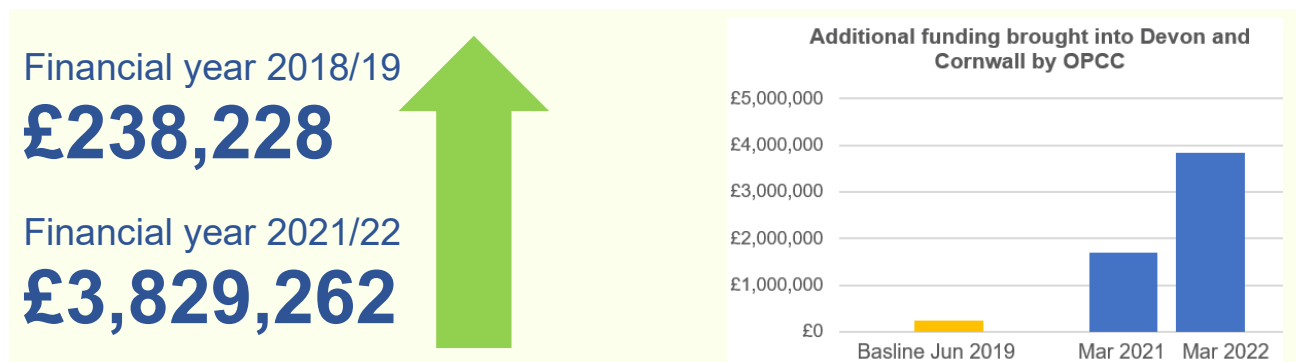 Financial year 2018/19
£238,228
Financial year 2021/22
£3,829,262
Additional funding brought into Devon and
Cornwall by OPCC
£5,000,000
£4,000,000
£3,000,000
£2,000,000
£1,000,000
£0
Basline Jun 2019
Mar 2021
Mar 2022